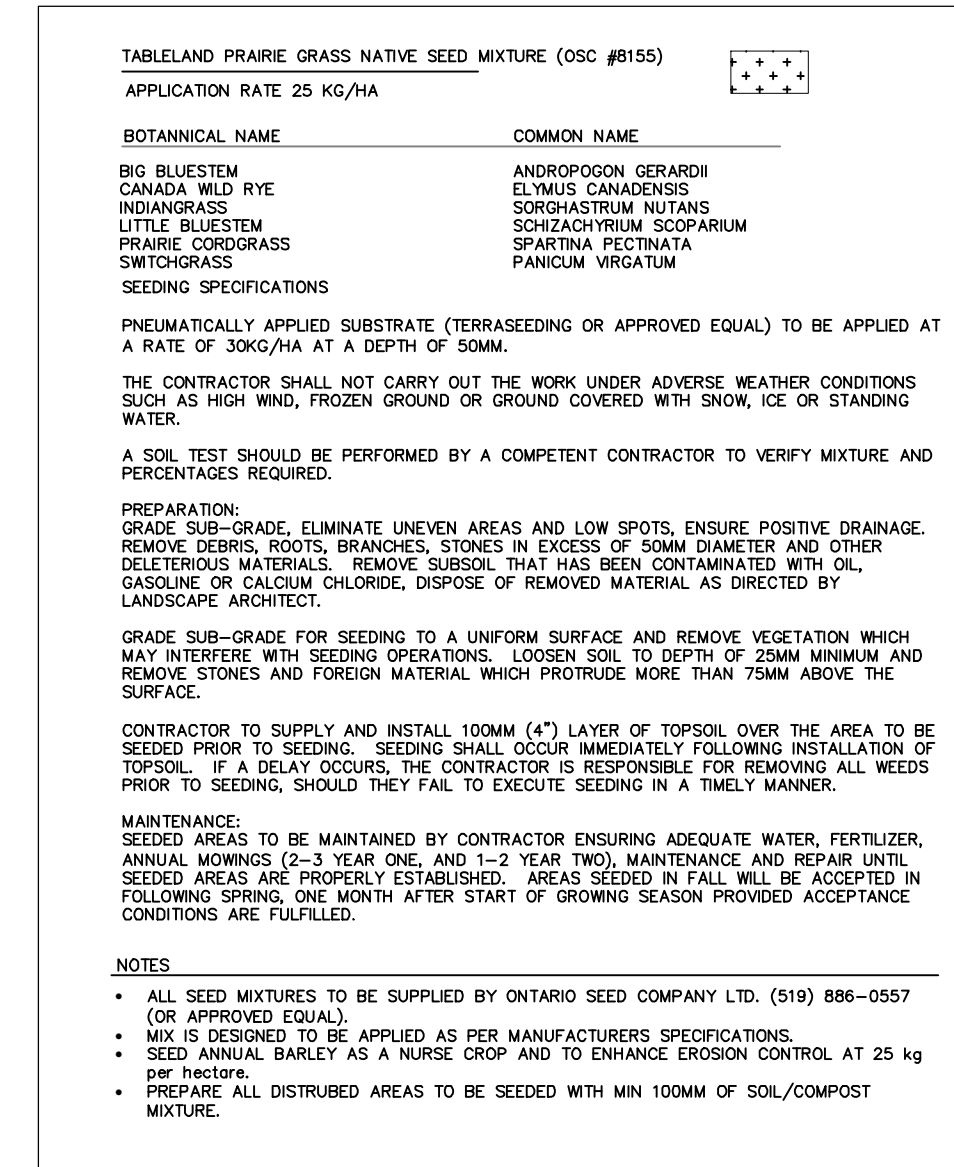 TABLELAND PRAIRIE GRASS NATIVE SEED MIXTURE (OSC #8155)
APPLICATION RATE 25 KG/HA
BOTANNICAL NAME COMMON NAME
BIG BLUESTEM ANDROPOGON GERARDII
CANADA WILD RYE ELYMUS CANADENSIS
INDIANGRASS SORGHASTRUM NUTANS
LITTLE BLUESTEM SCHIZACHYRIUM SCOPARIUM
PRAIRIE CORDGRASS SPARTINA PECTINATA
SWITCHGRASS PANICUM VIRGATUM
SEEDING SPECIFICATIONS
PNEUMATICALLY APPLIED SUBSTRATE (TERRASEEDING OR APPROVED EQUAL) TO BE APPLIED AT
A RATE OF 30KG/HA AT A DEPTH OF 50MM.
THE CONTRACTOR SHALL NOT CARRY OUT THE WORK UNDER ADVERSE WEATHER CONDITIONS
SUCH AS HIGH WIND, FROZEN GROUND OR GROUND COVERED WITH SNOW, ICE OR STANDING
WATER.
A SOIL TEST SHOULD BE PERFORMED BY A COMPETENT CONTRACTOR TO VERIFY MIXTURE AND
PERCENTAGES REQUIRED.
PREPARATION:
GRADE SUB-GRADE, ELIMINATE UNEVEN AREAS AND LOW SPOTS, ENSURE POSITIVE DRAINAGE.
REMOVE DEBRIS, ROOTS, BRANCHES, STONES IN EXCESS OF 50MM DIAMETER AND OTHER
DELETERIOUS MATERIALS. REMOVE SUBSOIL THAT HAS BEEN CONTAMINATED WITH OIL,
GASOLINE OR CALCIUM CHLORIDE, DISPOSE OF REMOVED MATERIAL AS DIRECTED BY
LANDSCAPE ARCHITECT.
GRADE SUB-GRADE FOR SEEDING TO A UNIFORM SURFACE AND REMOVE VEGETATION WHICH
MAY INTERFERE WITH SEEDING OPERATIONS. LOOSEN SOIL TO DEPTH OF 25MM MINIMUM AND
REMOVE STONES AND FOREIGN MATERIAL WHICH PROTRUDE MORE THAN 75MM ABOVE THE
SURFACE.
CONTRACTOR TO SUPPLY AND INSTALL 100MM (4") LAYER OF TOPSOIL OVER THE AREA TO BE
SEEDED PRIOR TO SEEDING. SEEDING SHALL OCCUR IMMEDIATELY FOLLOWING INSTALLATION OF
TOPSOIL. IF A DELAY OCCURS, THE CONTRACTOR IS RESPONSIBLE FOR REMOVING ALL WEEDS
PRIOR TO SEEDING, SHOULD THEY FAIL TO EXECUTE SEEDING IN A TIMELY MANNER.
MAINTENANCE:
SEEDED AREAS TO BE MAINTAINED BY CONTRACTOR ENSURING ADEQUATE WATER, FERTILIZER,
ANNUAL MOWINGS (2-3 YEAR ONE, AND 1-2 YEAR TWO), MAINTENANCE AND REPAIR UNTIL
SEEDED AREAS ARE PROPERLY ESTABLISHED. AREAS SEEDED IN FALL WILL BE ACCEPTED IN
FOLLOWING SPRING, ONE MONTH AFTER START OF GROWING SEASON PROVIDED ACCEPTANCE
CONDITIONS ARE FULFILLED.
NOTES
• ALL SEED MIXTURES TO BE SUPPLIED BY ONTARIO SEED COMPANY LTD. (519) 886-0557
(OR APPROVED EQUAL).
• MIX IS DESIGNED TO BE APPLIED AS PER MANUFACTURERS SPECIFICATIONS.
• SEED ANNUAL BARLEY AS A NURSE CROP AND TO ENHANCE EROSION CONTROL AT 25 kg
per hectare.
• PREPARE ALL DISTRUBED AREAS TO BE SEEDED WITH MIN 100MM OF SOIL/COMPOST
MIXTURE.